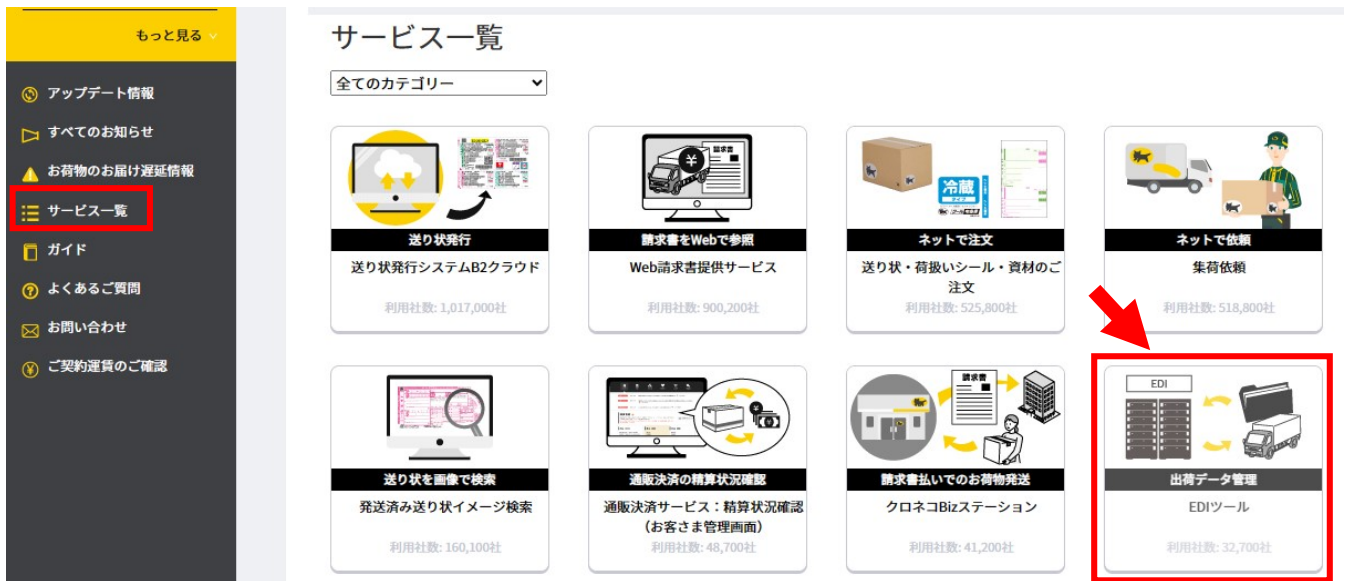 もっと見る
アップデート情報
すべてのお知らせ
お荷物のお届け遅延情報
サービス一覧
ガイド
よくあるご質問
お問い合わせ
ご契約運賃のご確認
サービス一覧
全てのカテゴリー
送り状発行
送り状発行システムB2クラウド
利用社数: 1,017,000社
請求書
請求書をWebで参照
Web請求書提供サービス
利用社数: 900,200社
冷蔵
タイプ
ネットで注文
送り状・荷扱いシール・資材のご
注文
利用社数: 525,800社
ネットで依頼
集荷依頼
利用社数: 518,800社
送り状を画像で検索
発送済み送り状イメージ検索
利用社数: 160,100社
通販決済の精算状況確認
通販決済サービス：精算状況確認
（お客さま管理画面）
利用社数: 48,700社
請求書
請求書払いでのお荷物発送
クロネコBizステーション
利用社数: 41,200社
EDI
出荷データ管理
EDIツール
利用社数: 32,700社